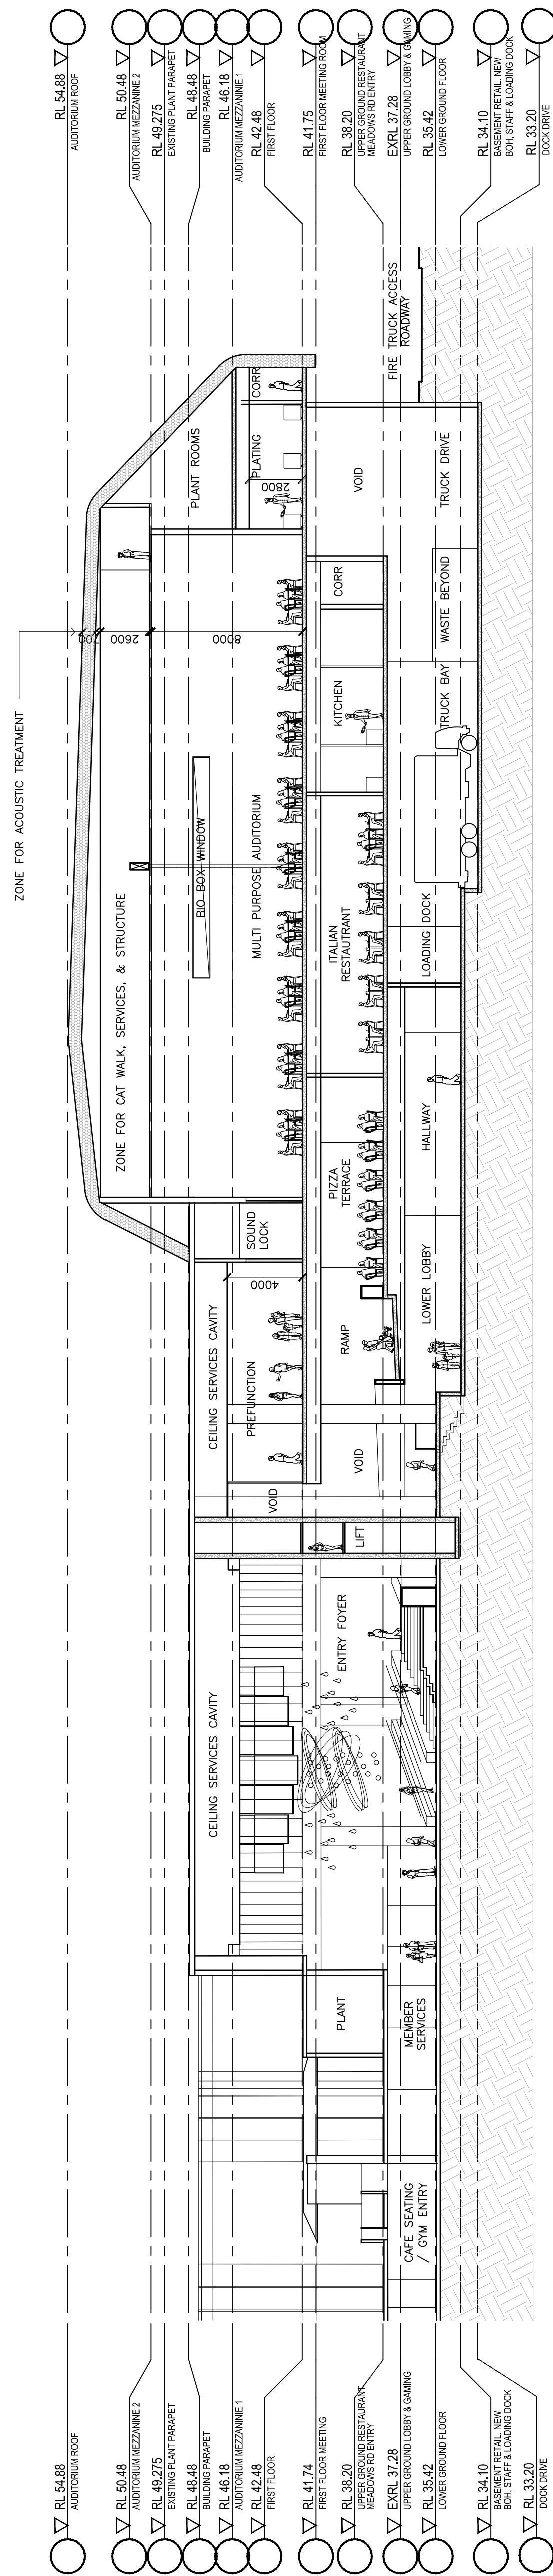 ZONE FOR ACOUSTIC TREATMENT
RL 54.88
AUDITORIUM ROOF
RL 50.48
AUDITORIUM MEZZANINE 2
RL 49.275
EXISTING PLANT PARAPET
RL 48.48
BUILDING PARAPET
RL 46.18
AUDITORIUM MEZZANINIE 1
RL 42.48
FIRST FLOOR
RL 41.74
FIRST FLOOR MEETING
RL 38.20
UPPER GROUND RESTAURANT
MEADOWS RD ENTRY
EXRL 37.28
UPPER GROUND LOBBY & GAMING
RL 35.42
LOWER GROUND FLOOR
RL 34.10
BASEMENT RETAIL. NEW
BOH, STAFF & LOADING DOCK
RL 33.20
DOCK DRIVE
CEILING SERVICES CAVITY
CEILING SERVICES CAVITY
VOID
PREFUNCTION
4000
SOUND
LOCK
ZONE FOR CAT WALK, SERVICES, & STRUCTURE
BIO BOX WINDOW
MULTI PURPOSE AUDITORIUM
700
2600
8000
PLANT ROOMS
PLATING
2800
CORR
CAFE SEATING
/ GYM ENTRY
PLANT
MEMBER
SERVICES
ENTRY FOYER
LIFT
VOID
RAMP
PIZZA
TERRACE
ITALIAN
RESTAUTRANT
KITCHEN
CORR
VOID
FIRE TRUCK ACCESS
ROADWAY
LOWER LOBBY
HALLWAY
LOADING DOCK
TRUCK BAY
WASTE BEYOND
TRUCK DRIVE
RL 54.88
AUDITORIUM ROOF
RL 50.48
AUDITORIUM MEZZANINE 2
RL 49.275
EXISTING PLANT PARAPET
RL 48.48
BUILDING PARAPET
RL 46.18
AUDITORIUM MEZZANINE 1
RL 42.48
FIRST FLOOR
RL 41.75
FIRST FLOOR MEETING ROOM
RL 38.20
UPPER GROUND RESTAURANT
MEADOWS RD ENTRY
EXRL 37.28
UPPER GROUND LOBBY & GAMING
RL 35.42
LOWER GROUND FLOOR
RL 34.10
BASEMENT RETAIL. NEW
BOH, STAFF & LOADING DOCK
RL 33.20
DOCK DRIVE